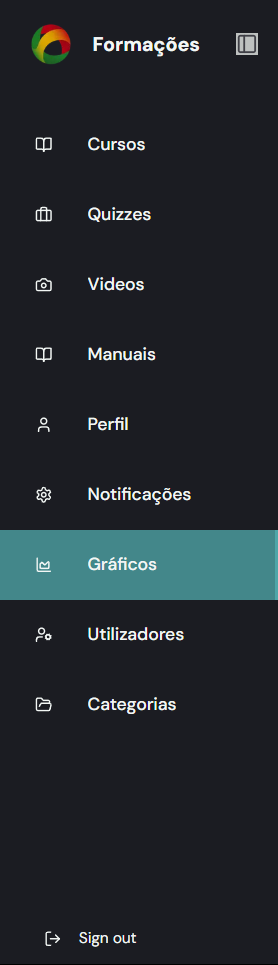 Formações
Cursos
Quizzes
Videos
Manuais
Perfil
Notificações
Gráficos
Utilizadores
Categorias
Sign out